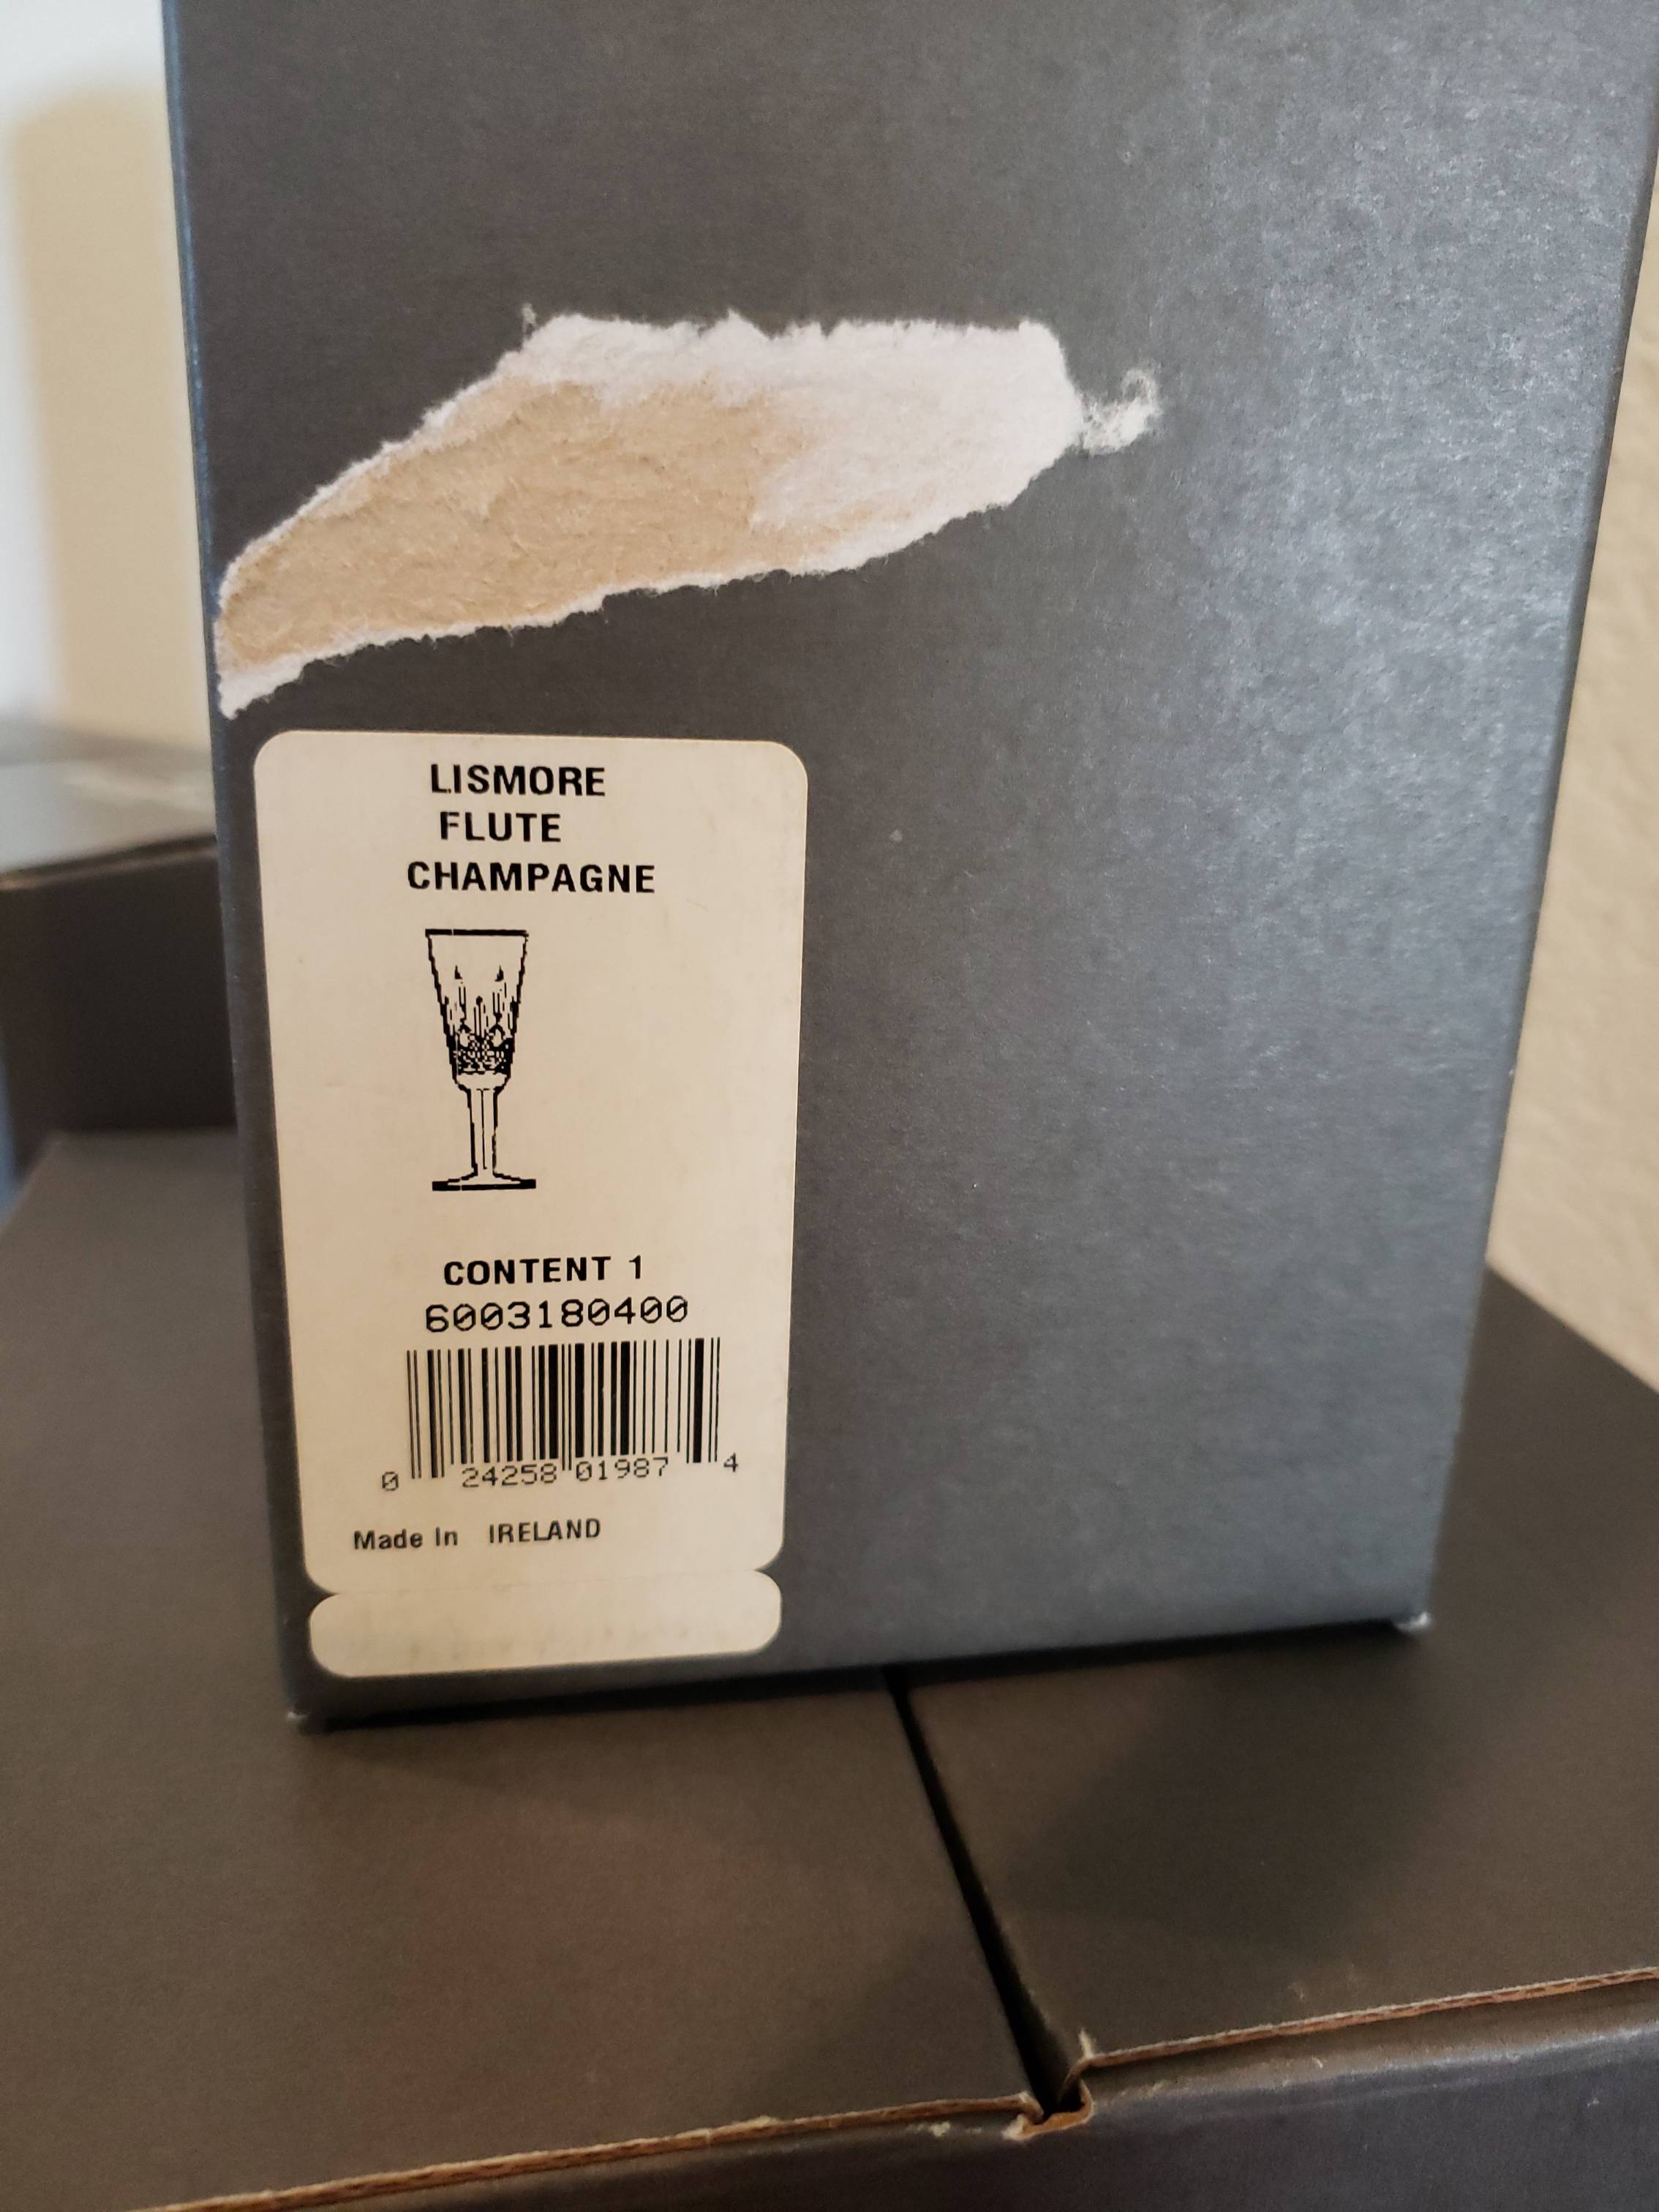 LISMORE
FLUTE
CHAMPAGNE
CONTENT 1
6003180400
0 24258 01987 4
Made In IRELAND